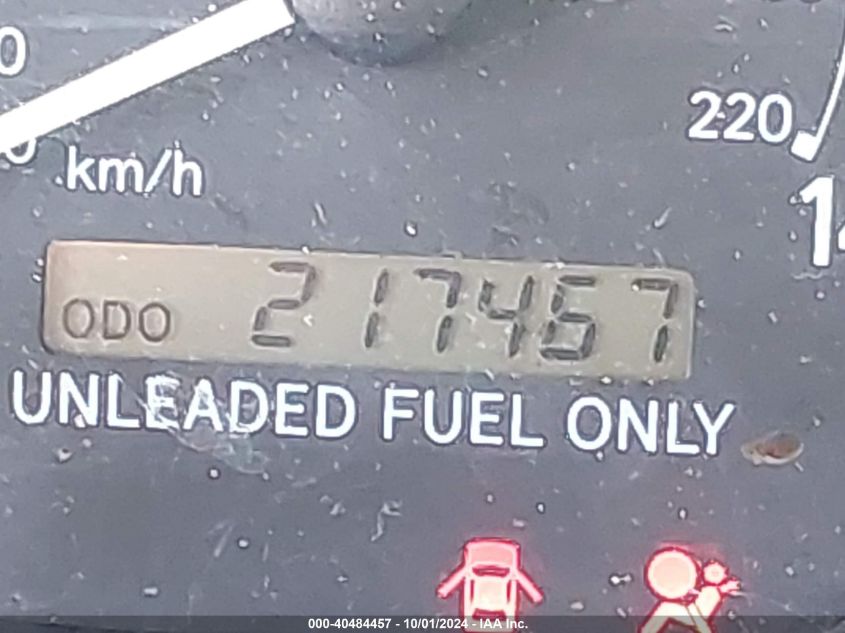 220
km/h
ODO 217467
UNLEADED FUEL ONLY
000-40484457 - 10/01/2024 - IAA Inc.